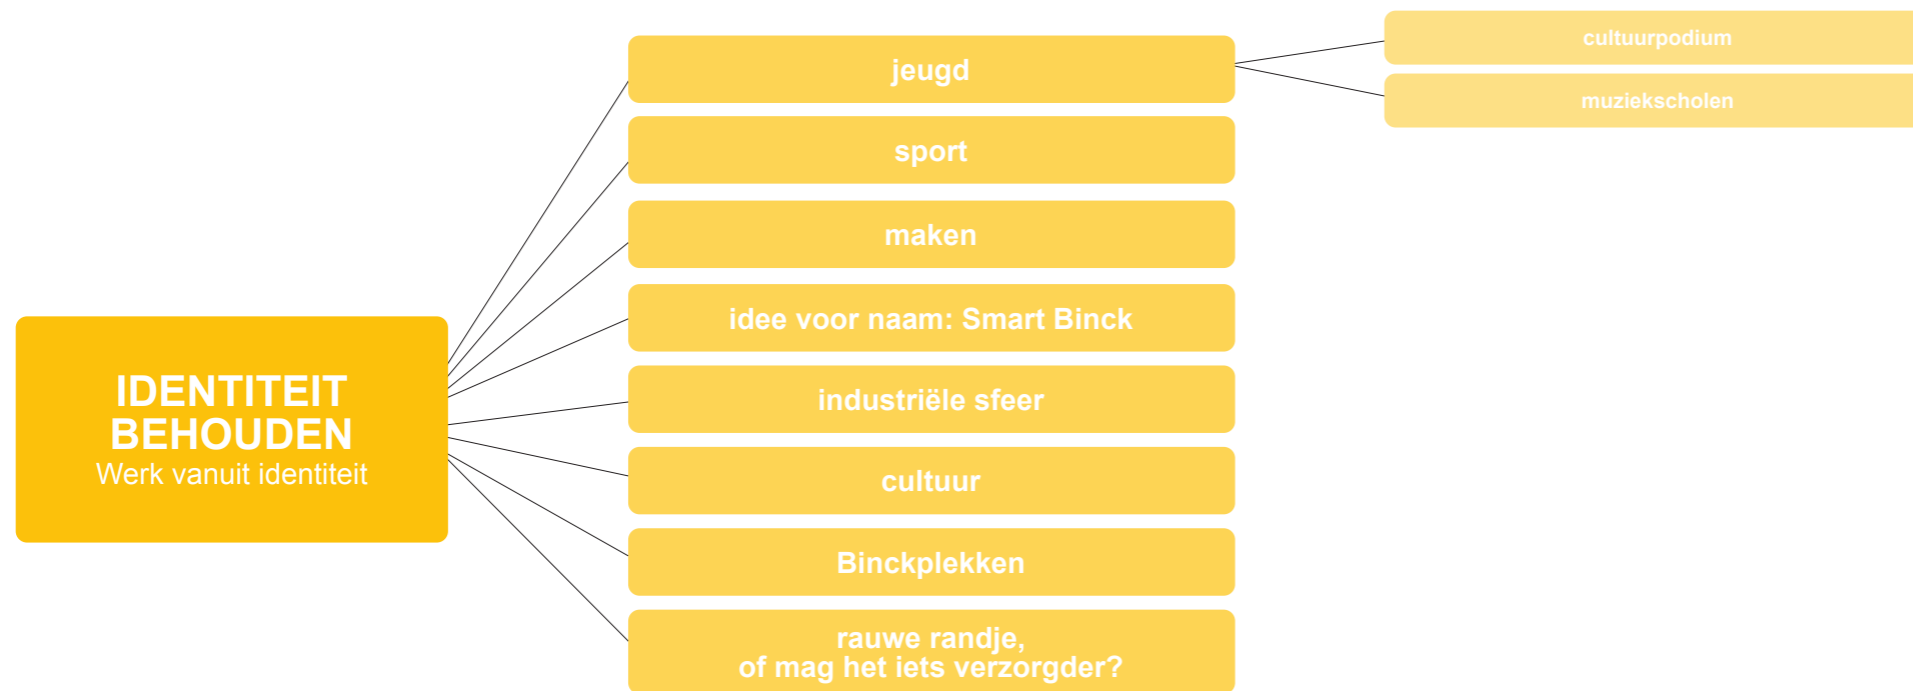 IDENTITEIT
BEHOUDEN
Werk vanuit identiteit
jeugd
cultuurpodium
muziekscholen
sport
maken
idee voor naam: Smart Binck
industriële sfeer
cultuur
Binckplekken
rauwe randje,
of mag het iets verzorgder?